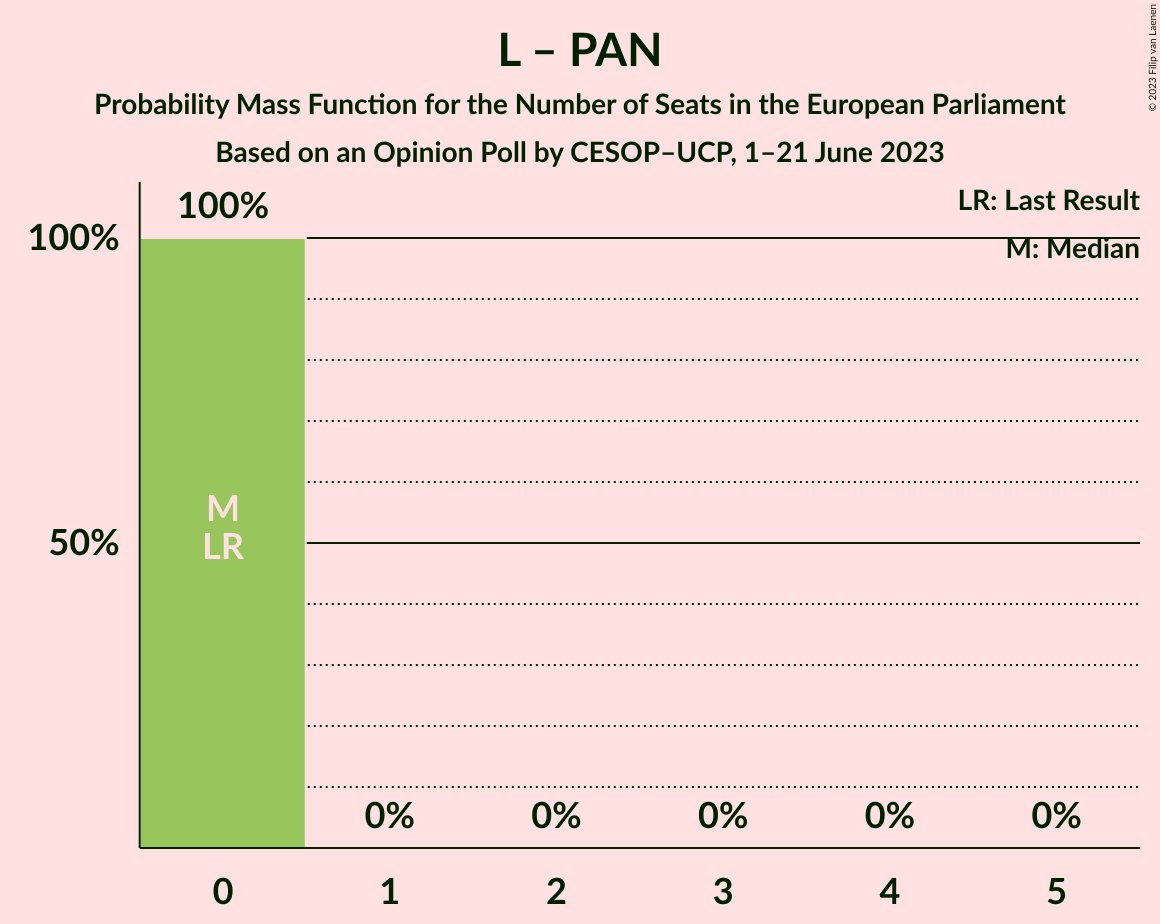 L – PAN
Probability Mass Function for the Number of Seats in the European Parliament
Based on an Opinion Poll by CESOP–UCP, 1–21 June 2023
© 2023 Filip van Laenen
LR: Last Result
M: Median
100%
100%
50%
M
LR
0%
0%
0%
0%
0%
0
1
2
3
4
5